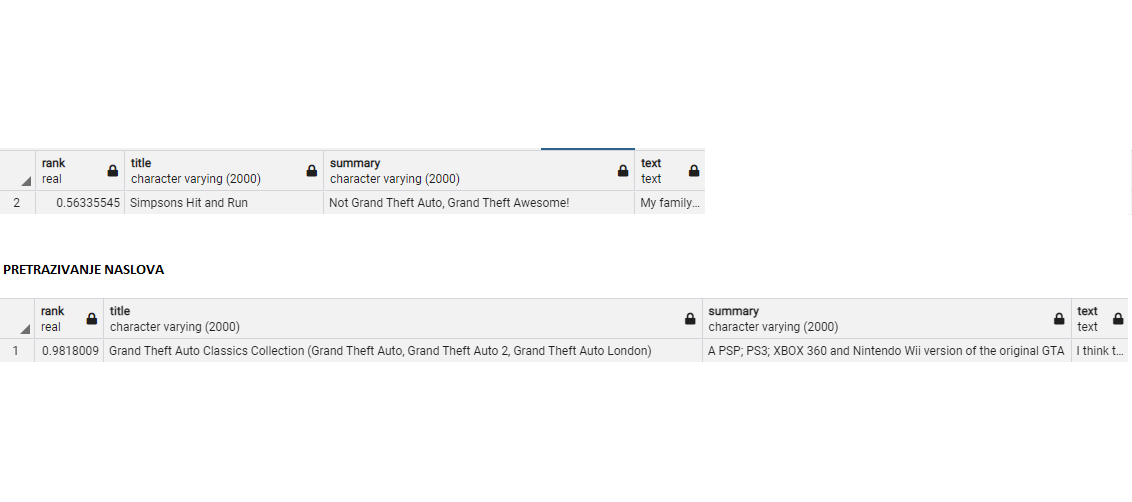 rank title summary text
real character varying (2000) character varying (2000) text
2 0.56335545 Simpsons Hit and Run Not Grand Theft Auto, Grand Theft Awesome! My family...
PRETRAZIVANJE NASLOVA
rank title summary text
real character varying (2000) character varying (2000) text
1 0.9818009 Grand Theft Auto Classics Collection (Grand Theft Auto, Grand Theft Auto 2, Grand Theft Auto London) A PSP; PS3; XBOX 360 and Nintendo Wii version of the original GTA I think t...